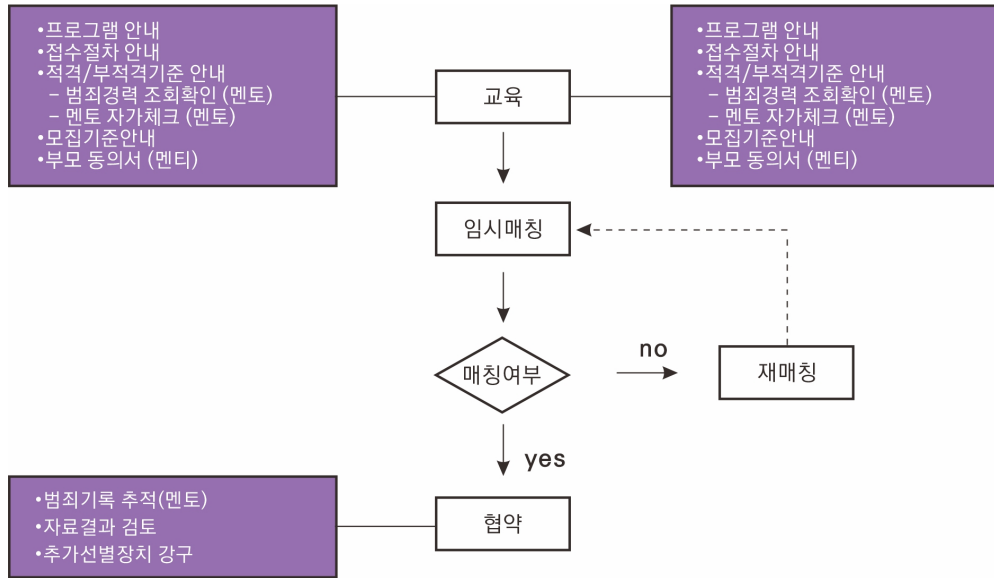 •프로그램 안내
•접수절차 안내
•적격/부적격기준 안내
– 범죄경력 조회확인 (멘토)
– 멘토 자가체크 (멘토)
•모집기준안내
•부모 동의서 (멘티)
교육
•프로그램 안내
•접수절차 안내
•적격/부적격기준 안내
– 범죄경력 조회확인 (멘토)
– 멘토 자가체크 (멘토)
•모집기준안내
•부모 동의서 (멘티)
임시매칭
매칭여부
no
재매칭
yes
•범죄기록 추적(멘토)
•자료결과 검토
•추가선별장치 강구
협약